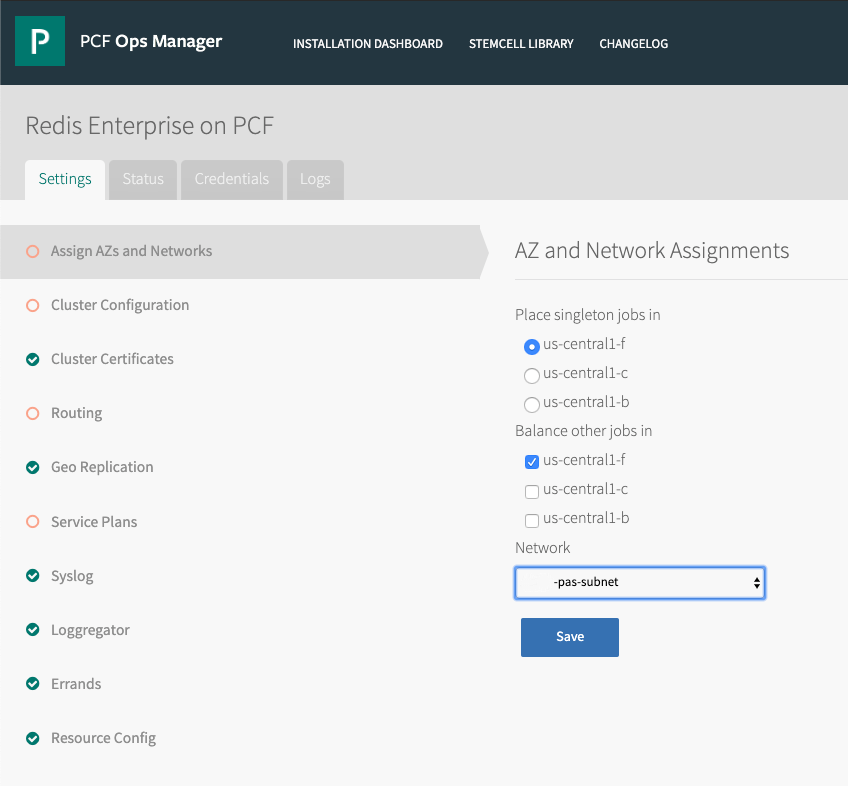 P
PCF Ops Manager
INSTALLATION DASHBOARD STEMCELL LIBRARY CHANGELOG
Redis Enterprise on PCF
Settings Status Credentials Logs
Assign AZs and Networks
Cluster Configuration
Cluster Certificates
Routing
Geo Replication
Service Plans
Syslog
Loggregator
Errands
Resource Config
AZ and Network Assignments
Place singleton jobs in
us-central1-f
us-central1-c
us-central1-b
Balance other jobs in
us-central1-f
us-central1-c
us-central1-b
Network
-pas-subnet
Save